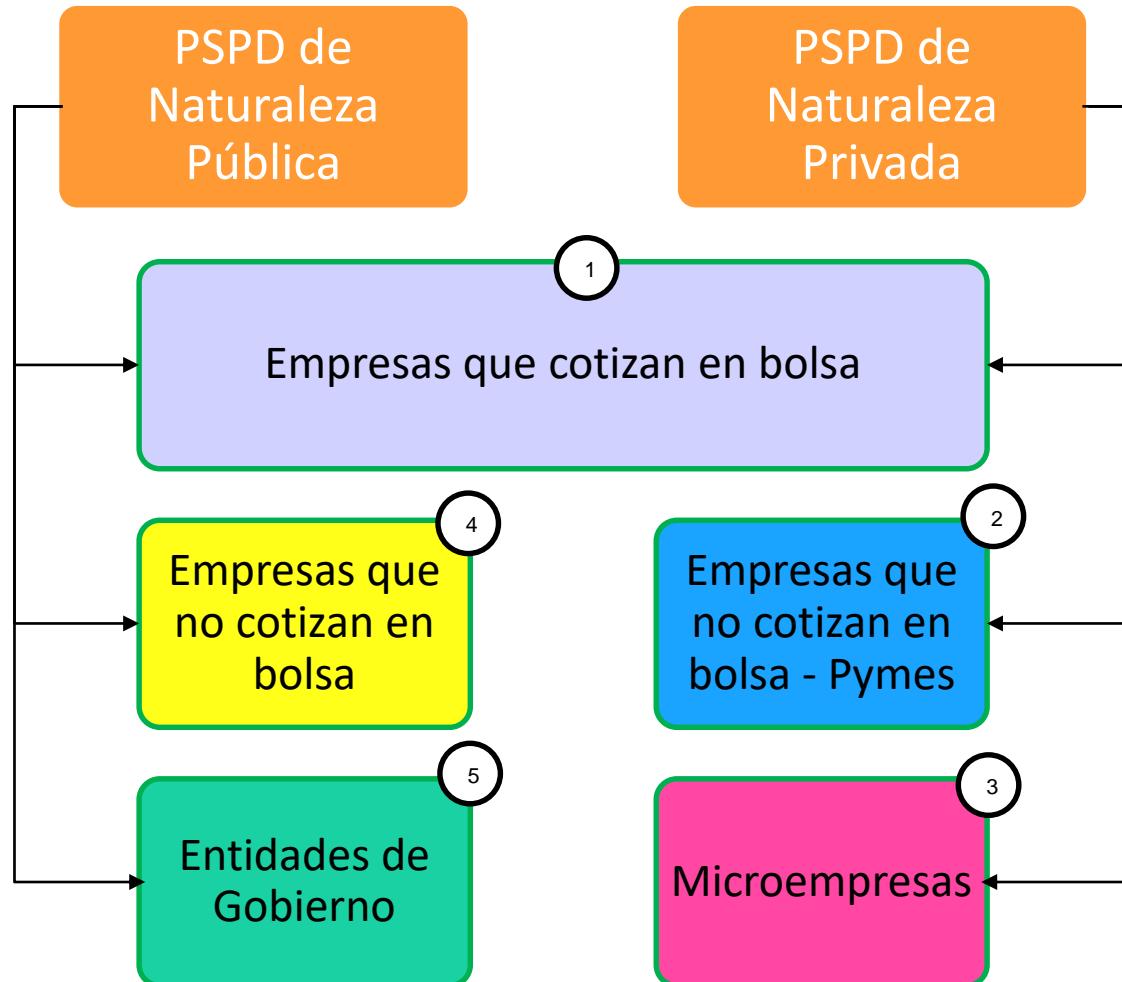 PSPD de
Naturaleza
Pública
PSPD de
Naturaleza
Privada
1
Empresas que cotizan en bolsa
4
Empresas que
no cotizan en
bolsa
2
Empresas que
no cotizan en
bolsa - Pymes
5
Entidades de
Gobierno
3
Microempresas